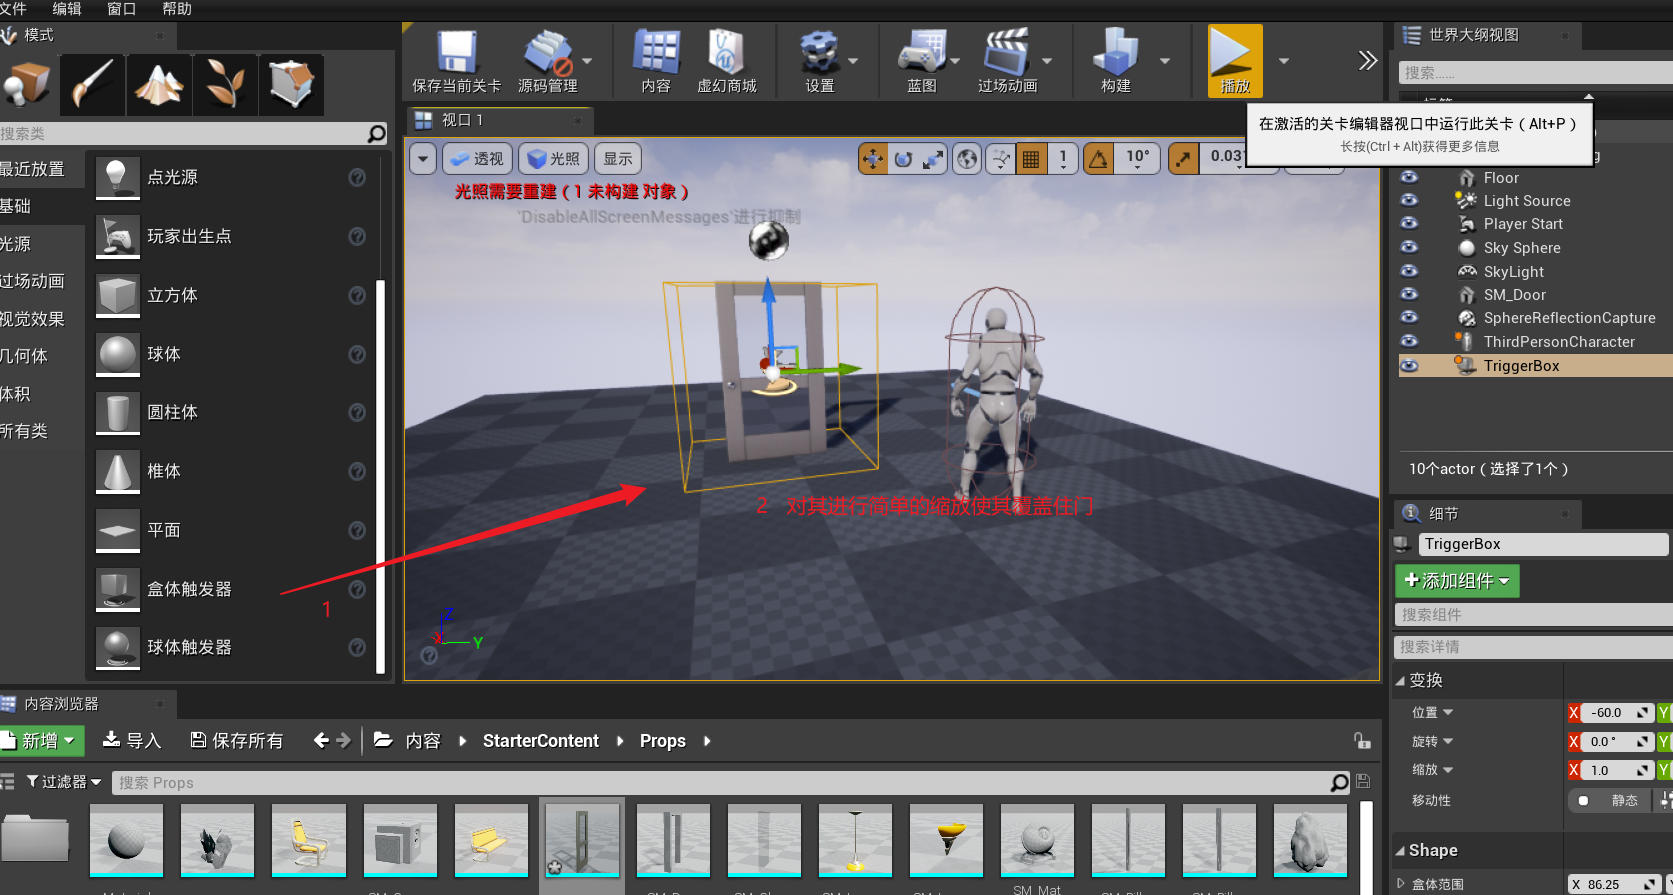 文件 编辑 窗口 帮助
模式
搜索类
最近放置
基础
光源
过场动画
视觉效果
几何体
体积
所有类
点光源
玩家出生点
立方体
球体
圆柱体
椎体
平面
盒体触发器
球体触发器
1
保存当前关卡 源码管理 内容 虚幻商城 设置 蓝图 过场动画 构建 播放
视口 1
透视 光照 显示 1 10° 0.031
光照需要重建（1 未构建 对象）
'DisableAllScreenMessages'进行抑制
2 对其进行简单的缩放使其覆盖住门
Z
X Y
在激活的关卡编辑器视口中运行此关卡（Alt+P）
长按(Ctrl + Alt)获得更多信息
世界大纲视图
搜索......
Floor
Light Source
Player Start
Sky Sphere
SkyLight
SM_Door
SphereReflectionCapture
ThirdPersonCharacter
TriggerBox
10个actor（选择了1个）
细节
TriggerBox
添加组件
搜索组件
搜索详情
变换
位置 X -60.0 Y
旋转 X 0.0° Y
缩放 X 1.0 Y
移动性 静态
Shape
盒体范围 X 86.25
内容浏览器
新增 导入 保存所有 内容 StarterContent Props
过滤器 搜索 Props
SM_Mat